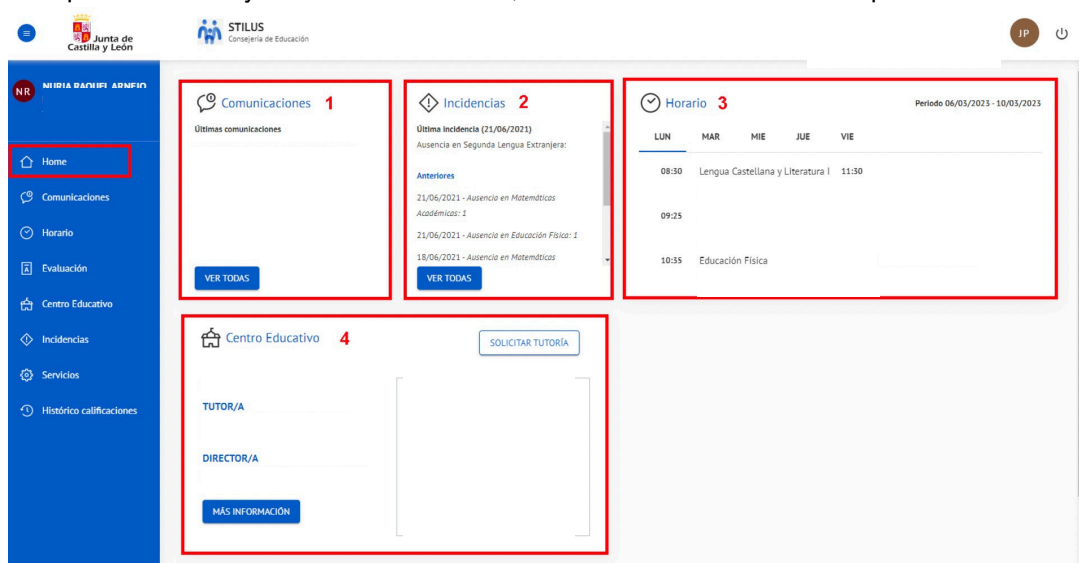 Junta de
Castilla y León
STILUS
Consejería de Educación
JP
NR
Home
Comunicaciones
Horario
Evaluación
Centro Educativo
Incidencias
Servicios
Histórico calificaciones
Comunicaciones 1
Últimas comunicaciones
VER TODAS
Incidencias 2
Última incidencia (21/06/2021)
Ausencia en Segunda Lengua Extranjera:
Anteriores
21/06/2021 - Ausencia en Matemáticas
Académicas: 1
21/06/2021 - Ausencia en Educación Física: 1
18/06/2021 - Ausencia en Matemáticas
VER TODAS
Horario 3
Periodo 06/03/2023 - 10/03/2023
LUN MAR MIE JUE VIE
08:30 Lengua Castellana y Literatura I 11:30
09:25
10:35 Educación Física
Centro Educativo 4
SOLICITAR TUTORÍA
TUTOR/A
DIRECTOR/A
MÁS INFORMACIÓN